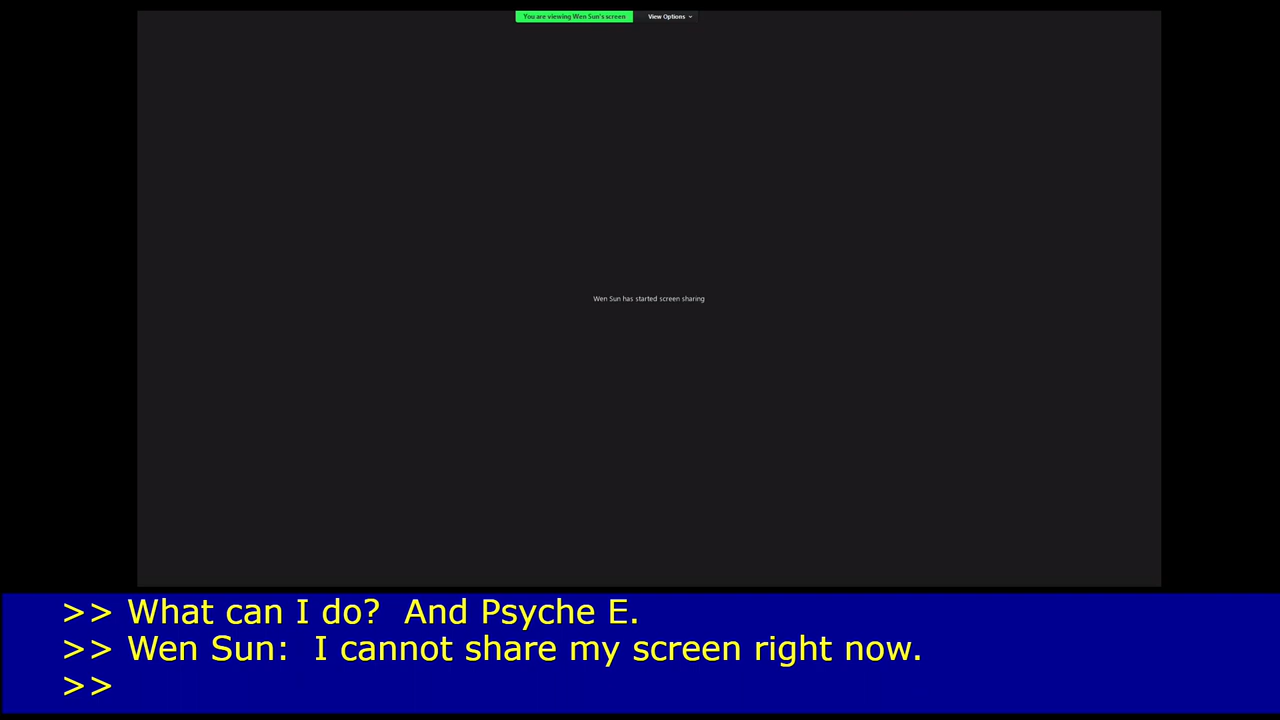 You are viewing Wen Sun's screen View Options
Wen Sun has started screen sharing
>> What can I do? And Psyche E.
>> Wen Sun: I cannot share my screen right now.
>>